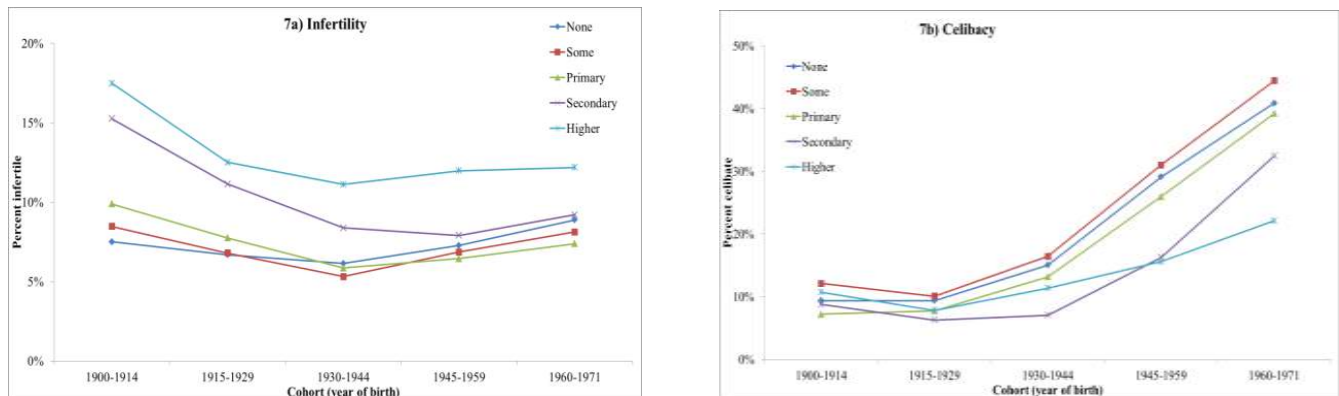 7a) Infertility
20%
15%
10%
5%
0%
Percent infertile
None
Some
Primary
Secondary
Higher
1900-1914
1915-1929
1930-1944
1945-1959
1960-1971
Cohort (year of birth)
7b) Celibacy
50%
40%
30%
20%
10%
0%
Percent celibate
None
Some
Primary
Secondary
Higher
1900-1914
1915-1929
1930-1944
1945-1959
1960-1971
Cohort (year of birth)